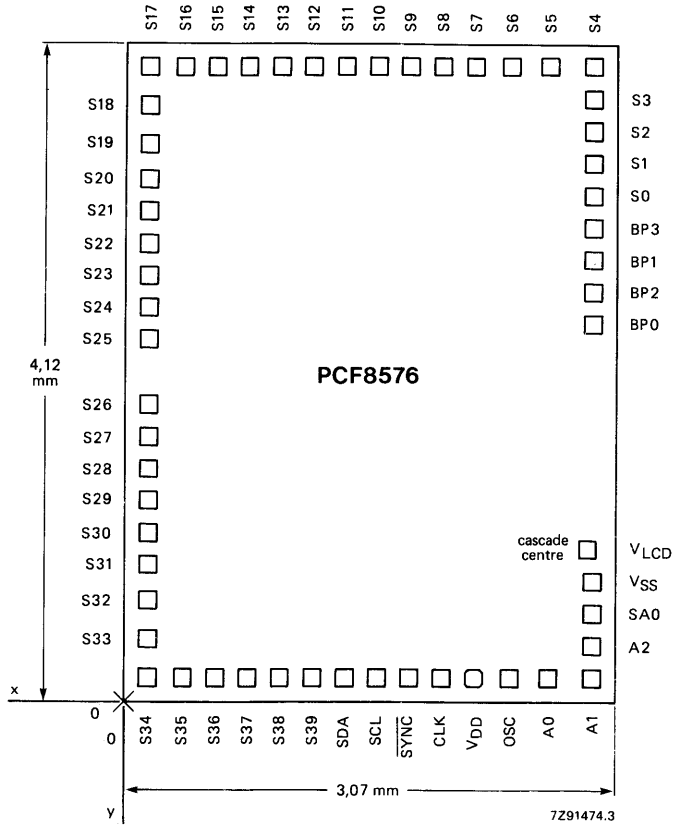 S17 S16 S15 S14 S13 S12 S11 S10 S9 S8 S7 S6 S5 S4
S18
S19
S20
S21
S22
S23
S24
S25
S26
S27
S28
S29
S30
S31
S32
S33
S3
S2
S1
S0
BP3
BP1
BP2
BP0
4,12
mm
PCF8576
cascade
centre
VLCD
VSS
SA0
A2
x
0
0
y
S34 S35 S36 S37 S38 S39 SDA SCL SYNC CLK VDD OSC A0 A1
3,07 mm
7Z91474.3